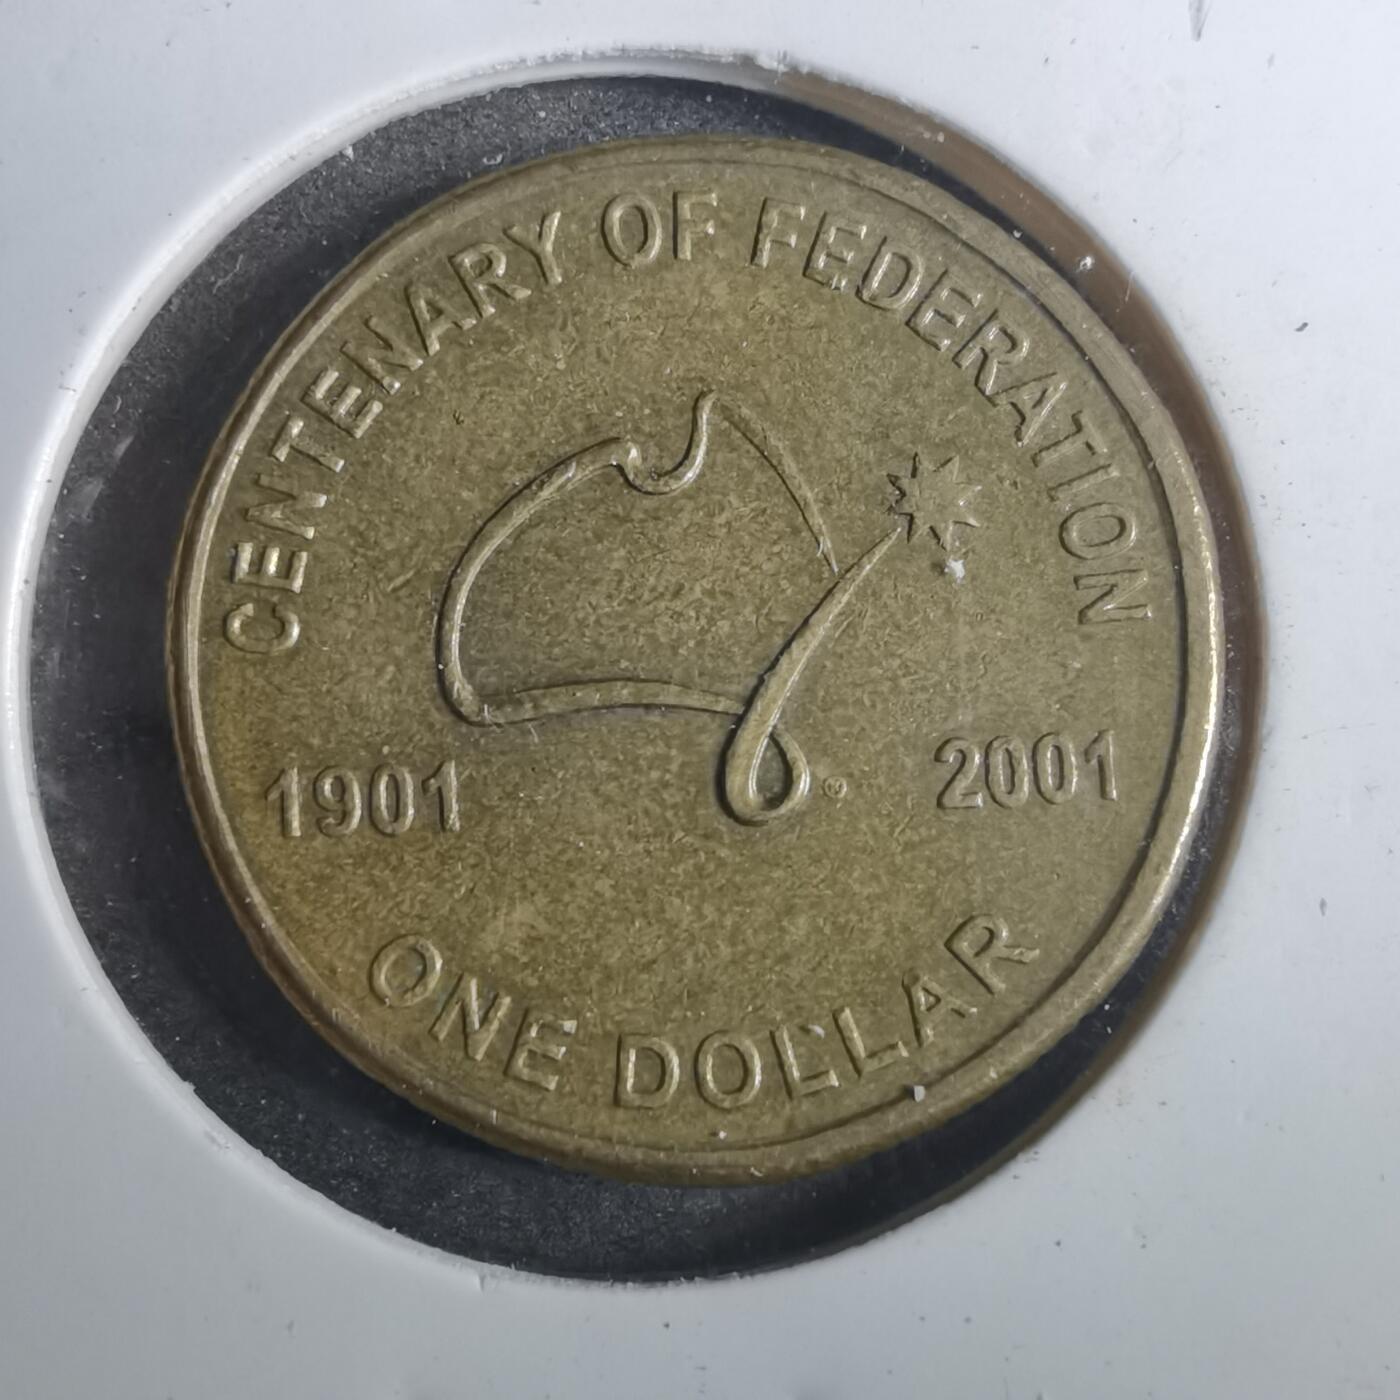 CENTENARY OF FEDERATION
1901
2001
®
ONE DOLLAR